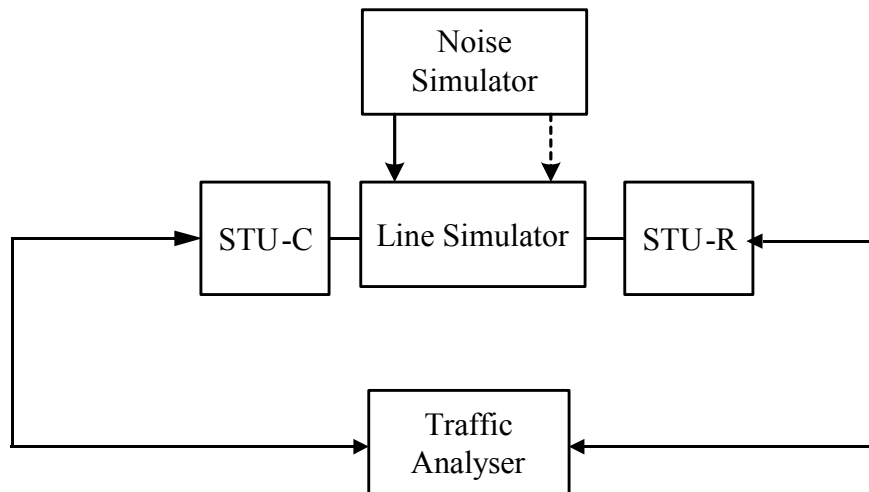 Noise
Simulator
STU-C
Line Simulator
STU-R
Traffic
Analyser